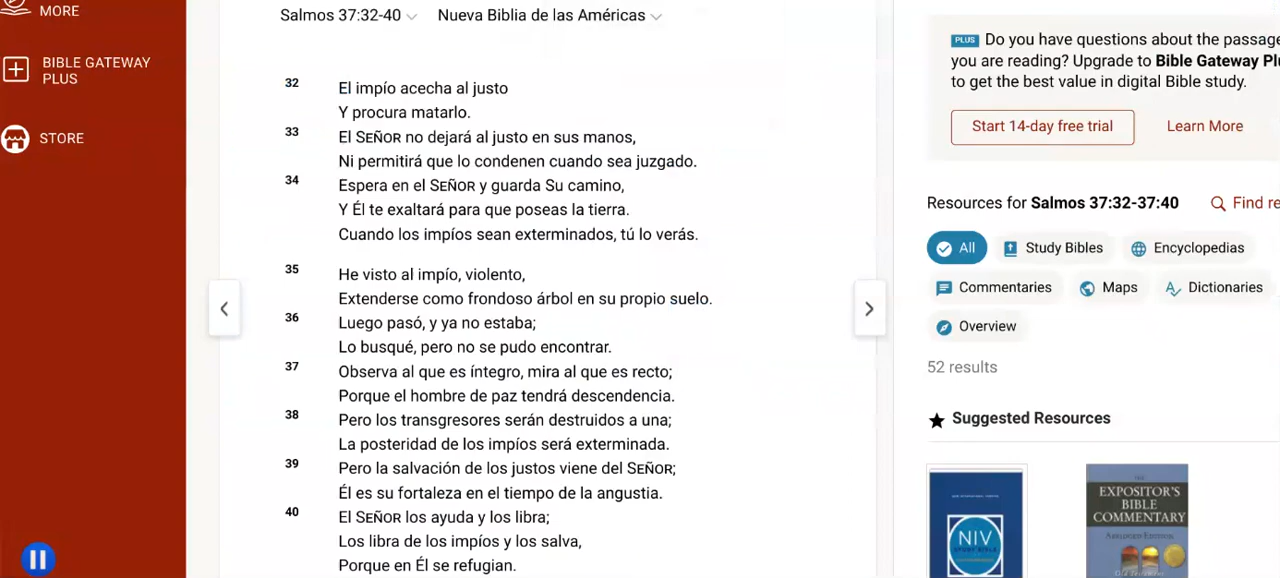 MORE
BIBLE GATEWAY
PLUS
STORE
Salmos 37:32-40 Nueva Biblia de las Américas
32 El impío acecha al justo
Y procura matarlo.
33 El SEÑOR no dejará al justo en sus manos,
Ni permitirá que lo condenen cuando sea juzgado.
34 Espera en el SEÑOR y guarda Su camino,
Y Él te exaltará para que poseas la tierra.
Cuando los impíos sean exterminados, tú lo verás.
35 He visto al impío, violento,
Extenderse como frondoso árbol en su propio suelo.
36 Luego pasó, y ya no estaba;
Lo busqué, pero no se pudo encontrar.
37 Observa al que es íntegro, mira al que es recto;
Porque el hombre de paz tendrá descendencia.
38 Pero los transgresores serán destruidos a una;
La posteridad de los impíos será exterminada.
39 Pero la salvación de los justos viene del SEÑOR;
Él es su fortaleza en el tiempo de la angustia.
40 El SEÑOR los ayuda y los libra;
Los libra de los impíos y los salva,
Porque en Él se refugian.
PLUS Do you have questions about the passage
you are reading? Upgrade to Bible Gateway Pl
to get the best value in digital Bible study.
Start 14-day free trial Learn More
Resources for Salmos 37:32-37:40 Find re
All Study Bibles Encyclopedias
Commentaries Maps Dictionaries
Overview
52 results
Suggested Resources
NIV
STUDY BIBLE
THE
EXPOSITOR'S
BIBLE
COMMENTARY
Old Testament